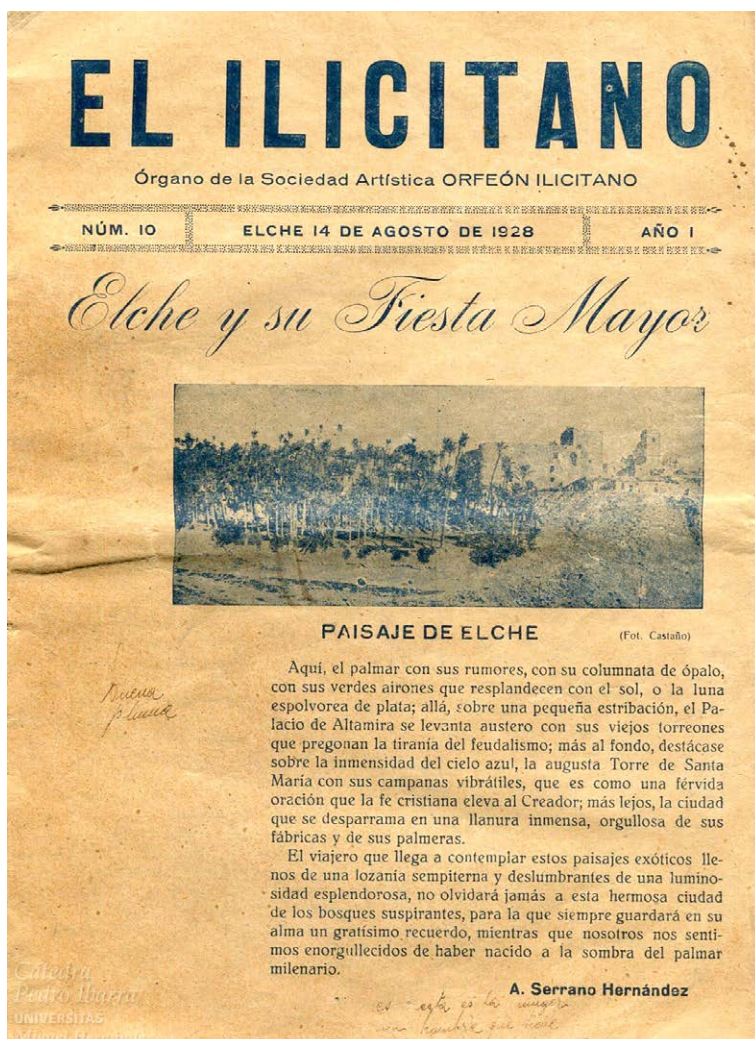 EL ILICITANO
Órgano de la Sociedad Artística ORFEÓN ILICITANO
NÚM. 10 ELCHE 14 DE AGOSTO DE 1928 AÑO I
Elche y su Fiesta Mayor
PAISAJE DE ELCHE (Fot. Castaño)
Aquí, el palmar con sus rumores, con su columnata de ópalo,
con sus verdes airones que resplandecen con el sol, o la luna
espolvorea de plata; allá, sobre una pequeña estribación, el Pa-
lacio de Altamira se levanta austero con sus viejos torreones
que pregonan la tiranía del feudalismo; más al fondo, destácase
sobre la inmensidad del cielo azul, la augusta Torre de Santa
María con sus campanas vibrátiles, que es como una férvida
oración que la fe cristiana eleva al Creador; más lejos, la ciudad
que se desparrama en una llanura inmensa, orgullosa de sus
fábricas y de sus palmeras.
El viajero que llega a contemplar estos paisajes exóticos lle-
nos de una lozanía sempiterna y deslumbrantes de una lumino-
sidad esplendorosa, no olvidará jamás a esta hermosa ciudad
de los bosques suspirantes, para la que siempre guardará en su
alma un gratísimo recuerdo, mientras que nosotros nos senti-
mos enorgullecidos de haber nacido a la sombra del palmar
milenario.
A. Serrano Hernández
Buena
pluma
Cátedra
Pedro Ibarra
UNIVERSITAS
Miguel Hernández